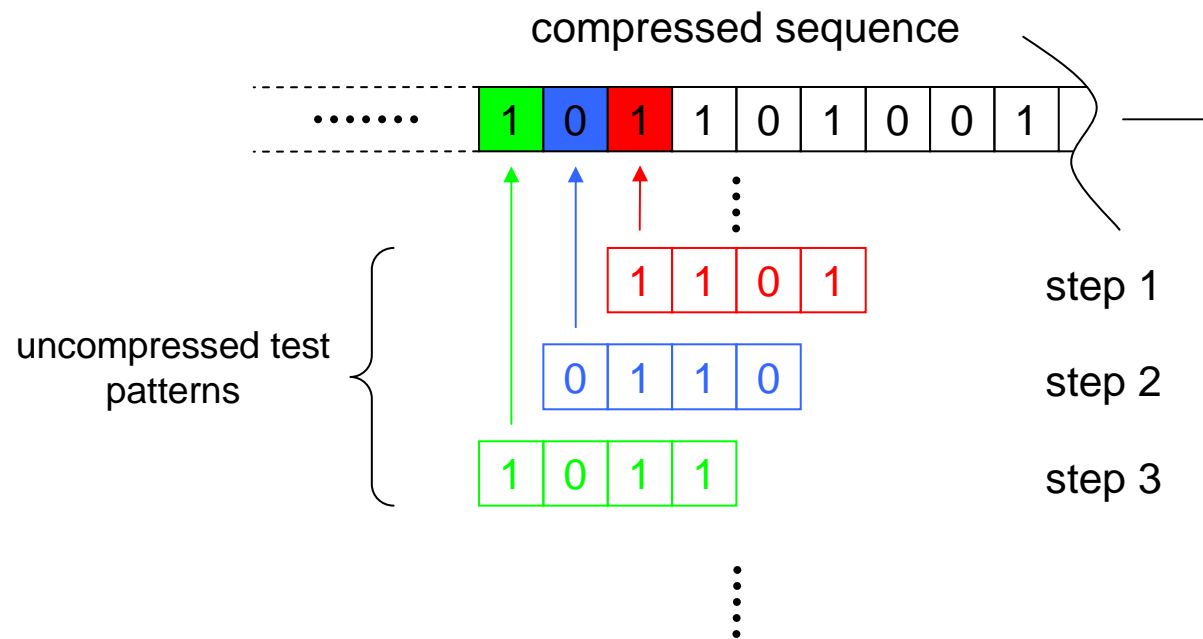 compressed sequence
....... 1 0 1 1 0 1 0 0 1
1 1 0 1 step 1
uncompressed test
patterns
0 1 1 0 step 2
1 0 1 1 step 3